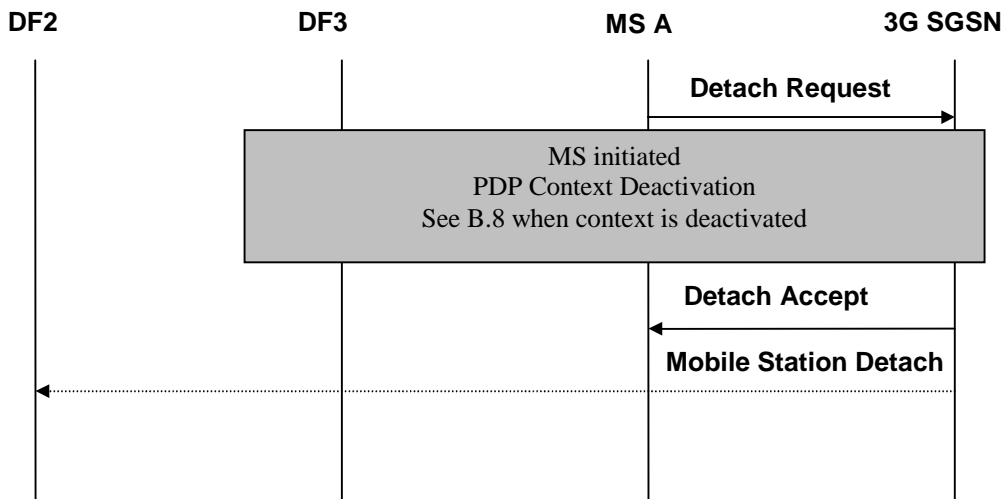 DF2 DF3 MS A 3G SGSN
Detach Request
MS initiated
PDP Context Deactivation
See B.8 when context is deactivated
Detach Accept
Mobile Station Detach